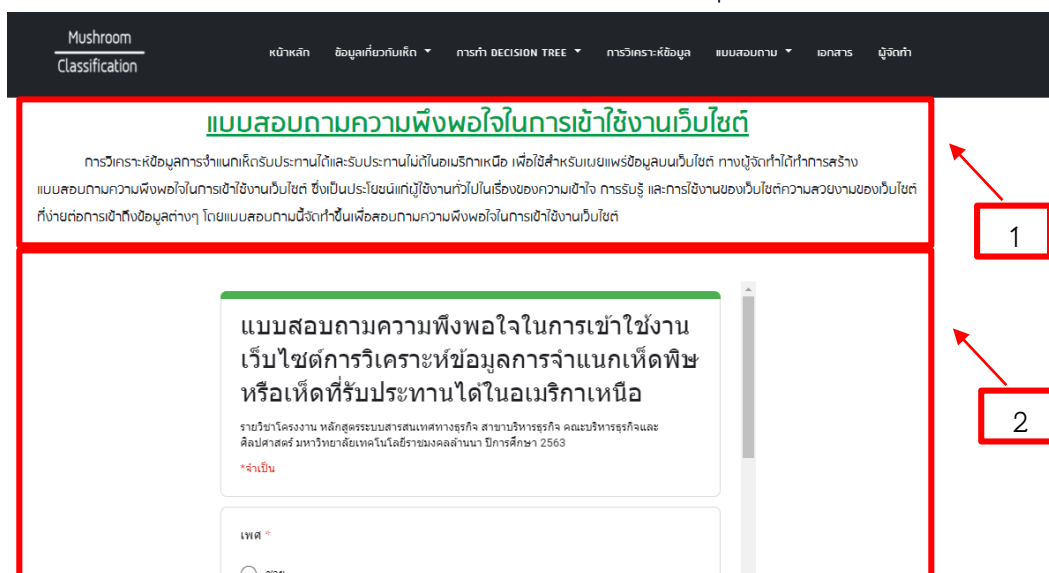 Mushroom
Classification
หน้าหลัก ข้อมูลเกี่ยวกับเห็ด การทำ DECISION TREE การวิเคราะห์ข้อมูล แบบสอบถาม เอกสาร ผู้จัดทำ
แบบสอบถามความพึงพอใจในการเข้าใช้งานเว็บไซต์
การวิเคราะห์ข้อมูลการจำแนกเห็ดรับประทานได้และรับประทานไม่ได้ในอเมริกาเหนือ เพื่อใช้สำหรับเผยแพร่ข้อมูลบนเว็บไซต์ ทางผู้จัดทำได้ทำการสร้าง
แบบสอบถามความพึงพอใจในการเข้าใช้งานเว็บไซต์ ซึ่งเป็นประโยชน์แก่ผู้ใช้งานทั่วไปในเรื่องของความเข้าใจ การรับรู้ และการใช้งานของเว็บไซต์ความสวยงามของเว็บไซต์
ที่ง่ายต่อการเข้าถึงข้อมูลต่างๆ โดยแบบสอบถามนี้จัดทำขึ้นเพื่อสอบถามความพึงพอใจในการเข้าใช้งานเว็บไซต์
1
แบบสอบถามความพึงพอใจในการเข้าใช้งาน
เว็บไซต์การวิเคราะห์ข้อมูลการจำแนกเห็ดพิษ
หรือเห็ดที่รับประทานได้ในอเมริกาเหนือ
รายวิชาโครงงาน หลักสูตรระบบสารสนเทศทางธุรกิจ สาขาบริหารธุรกิจ คณะบริหารธุรกิจและ
ศิลปศาสตร์ มหาวิทยาลัยเทคโนโลยีราชมงคลล้านนา ปีการศึกษา 2563
*จำเป็น
2
เพศ *